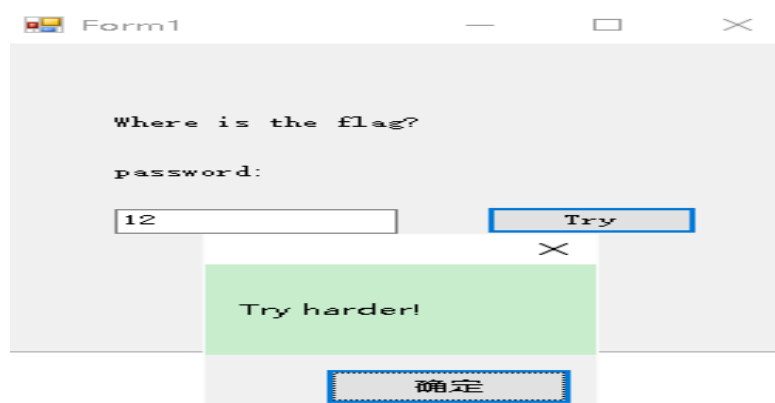 Form1
Where is the flag?
password:
12
Try
Try harder!
确定